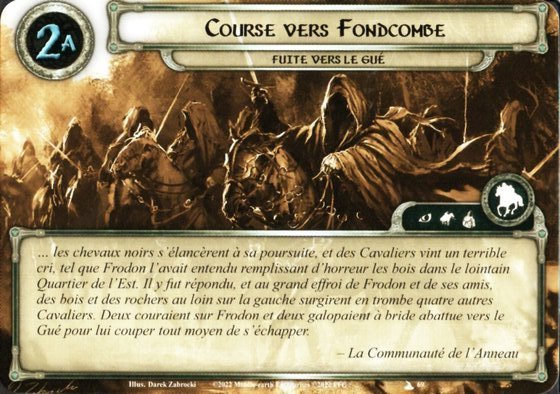 2A
COURSE VERS FONDCOMBE
FUITE VERS LE GUÉ
... les chevaux noirs s'élancèrent à sa poursuite, et des Cavaliers vint un terrible
cri, tel que Frodon l'avait entendu remplissant d'horreur les bois dans le lointain
Quartier de l'Est. Il y fut répondu, et au grand effroi de Frodon et de ses amis,
des bois et des rochers au loin sur la gauche surgirent en trombe quatre autres
Cavaliers. Deux couraient sur Frodon et deux galopaient à bride abattue vers le
Gué pour lui couper tout moyen de s'échapper.
– La Communauté de l'Anneau
Illus. Darek Zabrocki ©2022 Middle-earth Enterprises ©2022 FFG 69